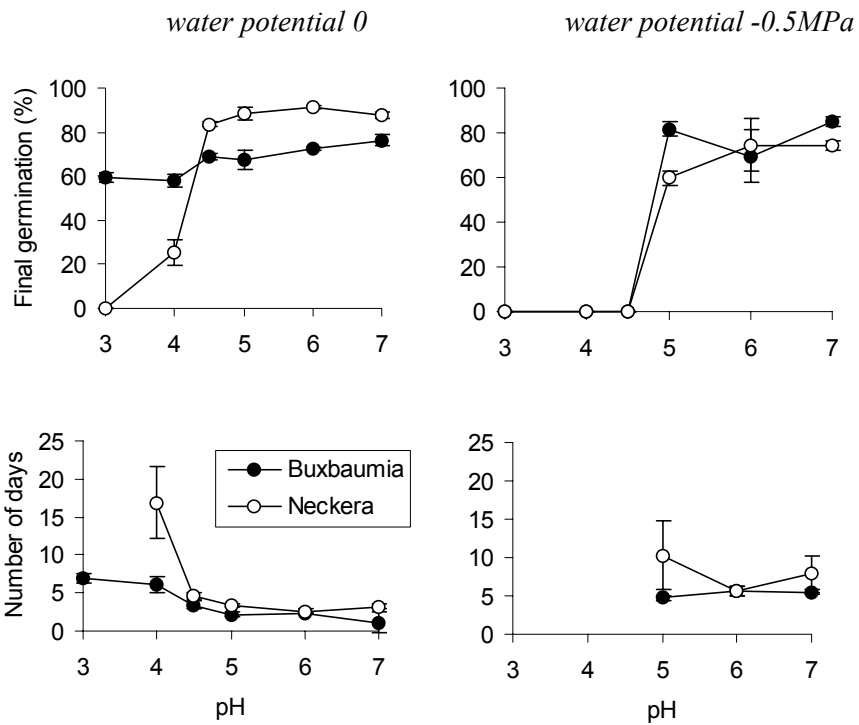 water potential 0 water potential -0.5MPa
Final germination (%)
100
80
60
40
20
0
3 4 5 6 7
100
80
60
40
20
0
3 4 5 6 7
Number of days
25
20
15
10
5
0
3 4 5 6 7
pH
Buxbaumia
Neckera
25
20
15
10
5
0
3 4 5 6 7
pH